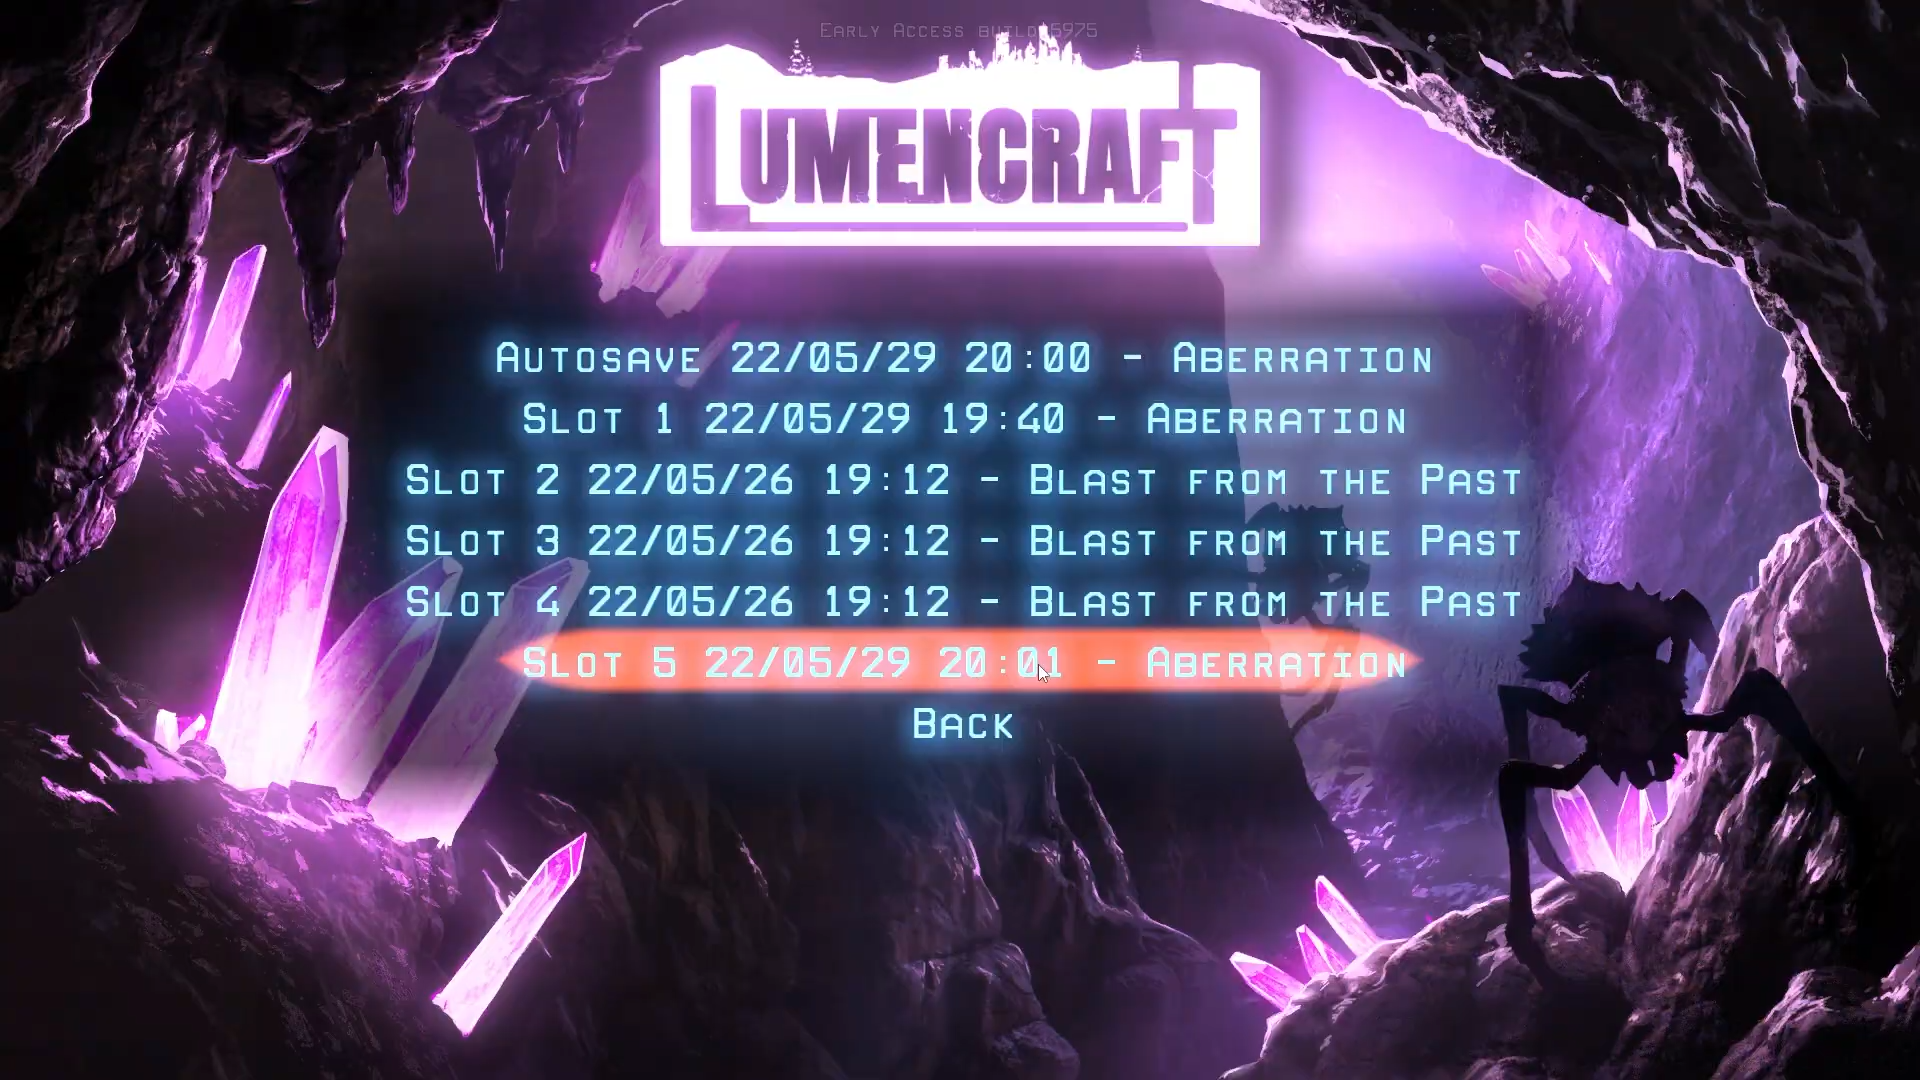 Early Access build 5975
LUMENCRAFT
Autosave 22/05/29 20:00 - Aberration
Slot 1 22/05/29 19:40 - Aberration
Slot 2 22/05/26 19:12 - Blast from the Past
Slot 3 22/05/26 19:12 - Blast from the Past
Slot 4 22/05/26 19:12 - Blast from the Past
Slot 5 22/05/29 20:01 - Aberration
Back